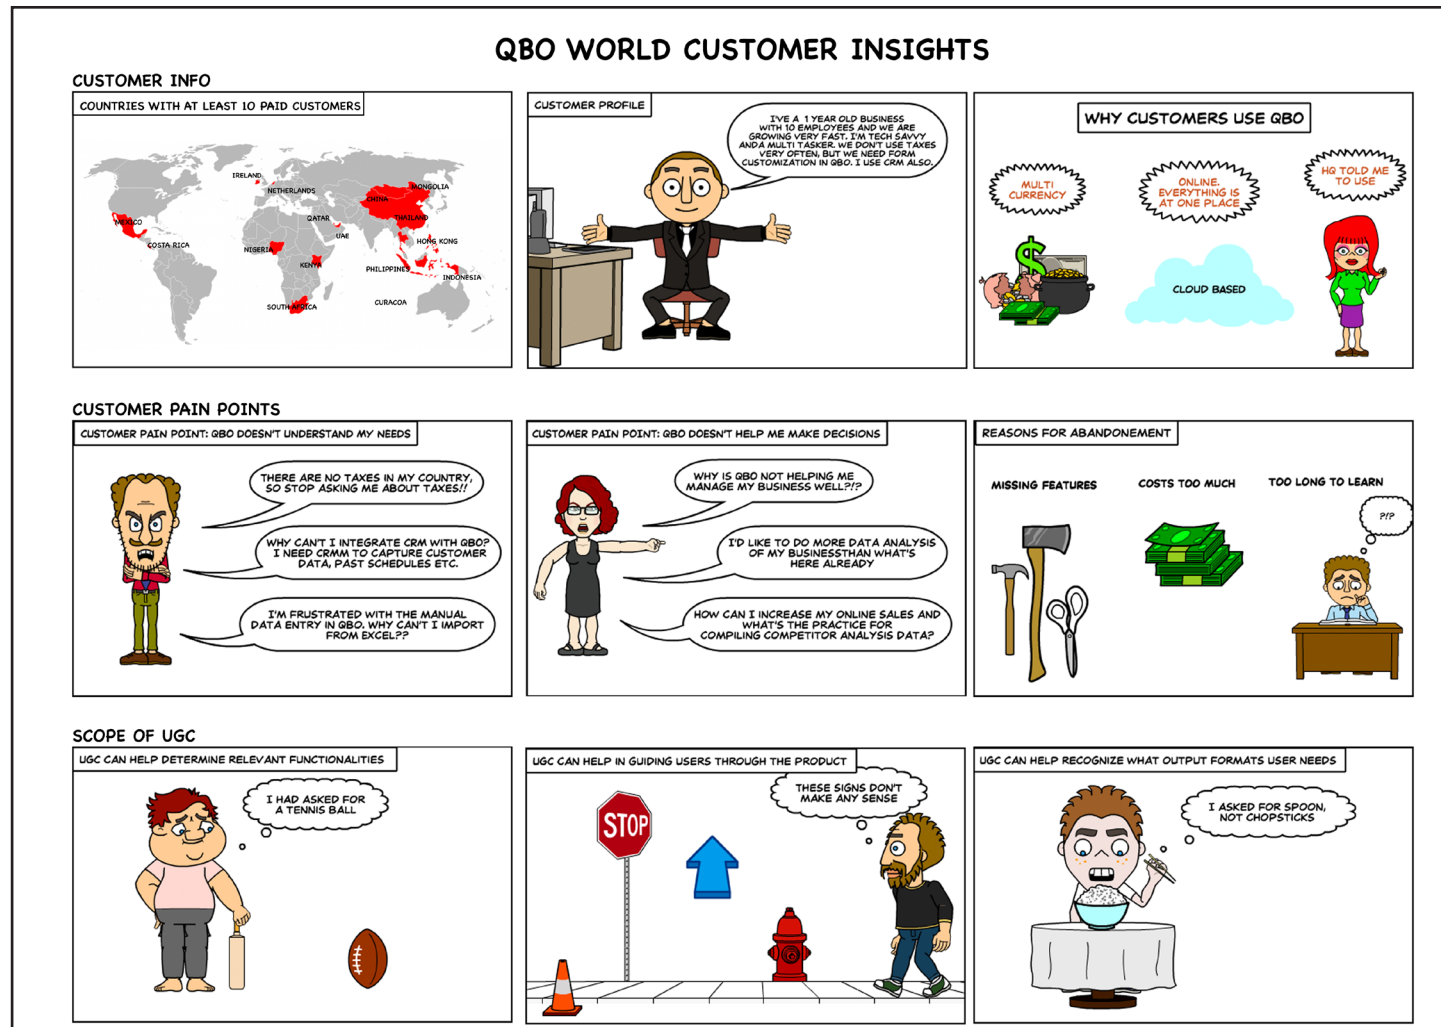 QBO WORLD CUSTOMER INSIGHTS
CUSTOMER INFO
COUNTRIES WITH AT LEAST 10 PAID CUSTOMERS
IRELAND
NETHERLANDS
MONGOLIA
CHINA
MEXICO
QATAR
THAILAND
COSTA RICA
UAE
HONG KONG
NIGERIA
KENYA
PHILIPPINES
INDONESIA
SOUTH AFRICA
CURACOA
CUSTOMER PROFILE
I'VE A 1 YEAR OLD BUSINESS
WITH 10 EMPLOYEES AND WE ARE
GROWING VERY FAST. I'M TECH SAVVY
ANDA MULTI TASKER. WE DON'T USE TAXES
VERY OFTEN, BUT WE NEED FORM
CUSTOMIZATION IN QBO. I USE CRM ALSO.
WHY CUSTOMERS USE QBO
MULTI
CURRENCY
ONLINE.
EVERYTHING IS
AT ONE PLACE
HQ TOLD ME
TO USE
$
CLOUD BASED
CUSTOMER PAIN POINTS
CUSTOMER PAIN POINT: QBO DOESN'T UNDERSTAND MY NEEDS
THERE ARE NO TAXES IN MY COUNTRY,
SO STOP ASKING ME ABOUT TAXES!!
WHY CAN'T I INTEGRATE CRM WITH QBO?
I NEED CRMM TO CAPTURE CUSTOMER
DATA, PAST SCHEDULES ETC.
I'M FRUSTRATED WITH THE MANUAL
DATA ENTRY IN QBO. WHY CAN'T I IMPORT
FROM EXCEL??
CUSTOMER PAIN POINT: QBO DOESN'T HELP ME MAKE DECISIONS
WHY IS QBO NOT HELPING ME
MANAGE MY BUSINESS WELL?!?
I'D LIKE TO DO MORE DATA ANALYSIS
OF MY BUSINESSTHAN WHAT'S
HERE ALREADY
HOW CAN I INCREASE MY ONLINE SALES AND
WHAT'S THE PRACTICE FOR
COMPILING COMPETITOR ANALYSIS DATA?
REASONS FOR ABANDONEMENT
MISSING FEATURES
COSTS TOO MUCH
TOO LONG TO LEARN
?!?
SCOPE OF UGC
UGC CAN HELP DETERMINE RELEVANT FUNCTIONALITIES
I HAD ASKED FOR
A TENNIS BALL
UGC CAN HELP IN GUIDING USERS THROUGH THE PRODUCT
THESE SIGNS DON'T
MAKE ANY SENSE
STOP
UGC CAN HELP RECOGNIZE WHAT OUTPUT FORMATS USER NEEDS
I ASKED FOR SPOON,
NOT CHOPSTICKS